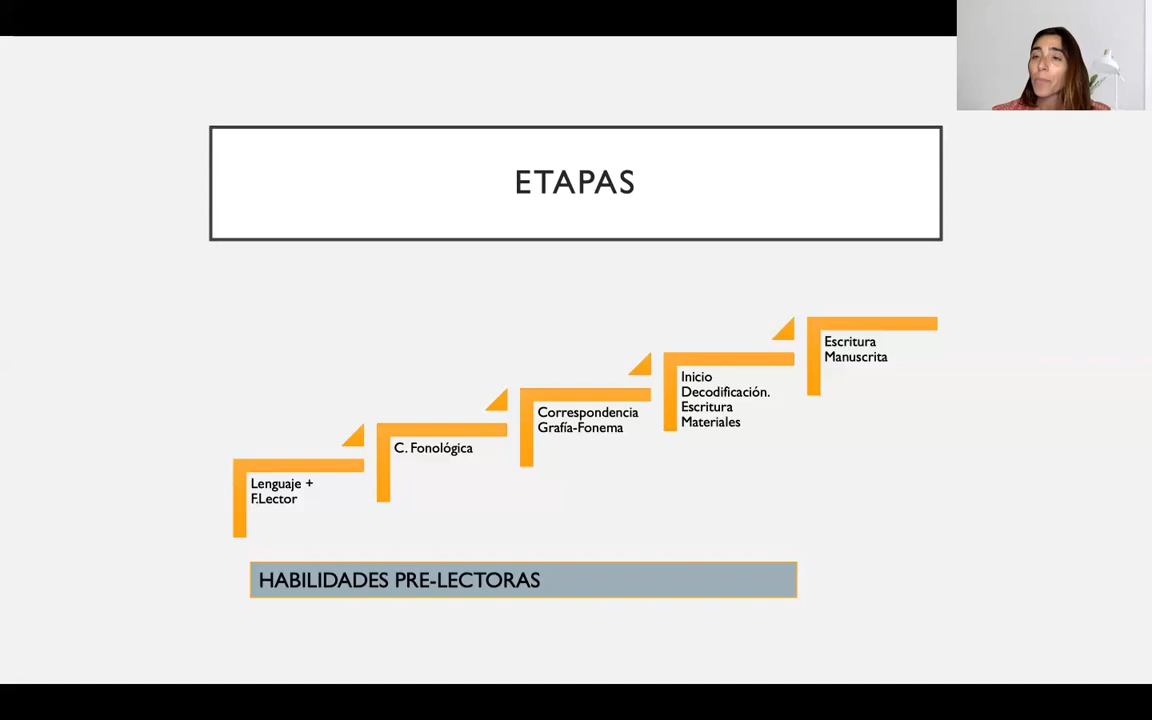 ETAPAS
Lenguaje +
F.Lector
C. Fonológica
Correspondencia
Grafía-Fonema
Inicio
Decodificación.
Escritura
Materiales
Escritura
Manuscrita
HABILIDADES PRE-LECTORAS